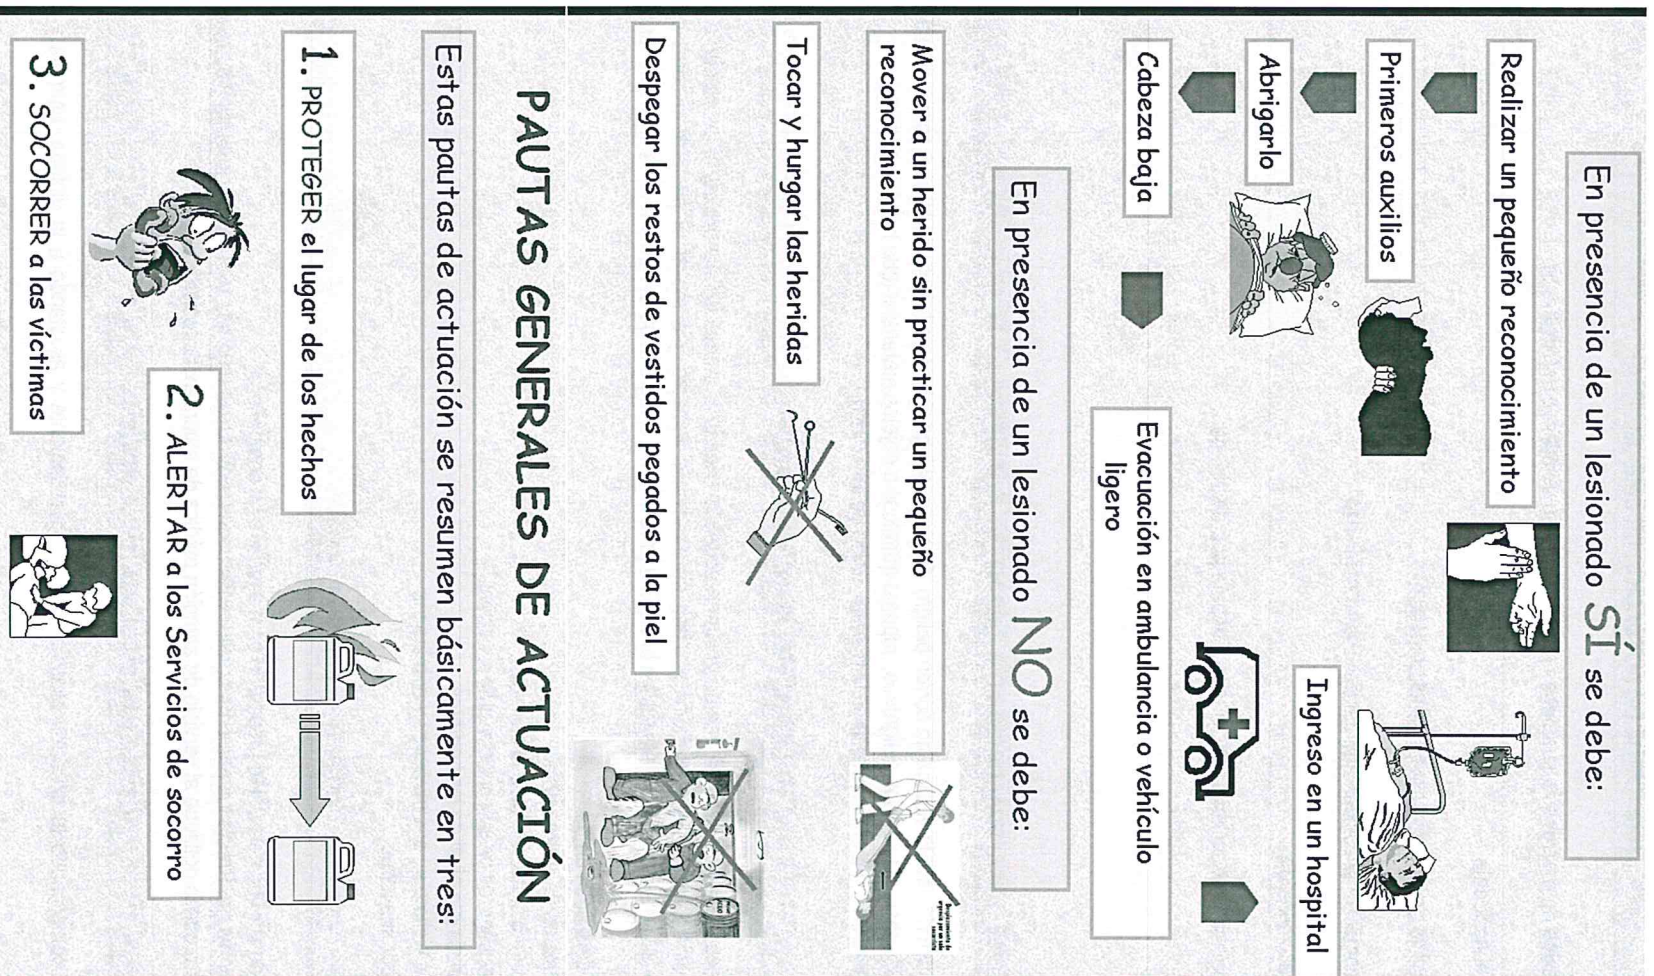 En presencia de un lesionado SÍ se debe:
Realizar un pequeño reconocimiento
Primeros auxilios
Abrigarlo
Cabeza baja
Evacuación en ambulancia o vehículo
ligero
Ingreso en un hospital
En presencia de un lesionado NO se debe:
Mover a un herido sin practicar un pequeño
reconocimiento
Tocar y hurgar las heridas
Despegar los restos de vestidos pegados a la piel
PAUTAS GENERALES DE ACTUACIÓN
Estas pautas de actuación se resumen básicamente en tres:
1. PROTEGER el lugar de los hechos
2. ALERTAR a los Servicios de socorro
3. SOCORRER a las víctimas